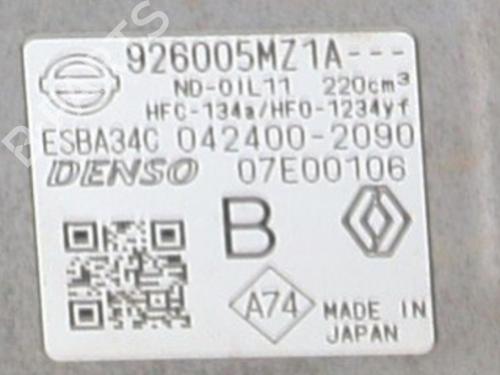 926005MZ1A---
ND-OIL11 220cm³
HFC-134a/HFO-1234yf
ESBA34C 042400-2090
DENSO 07E00106
B
A74
MADE IN
JAPAN